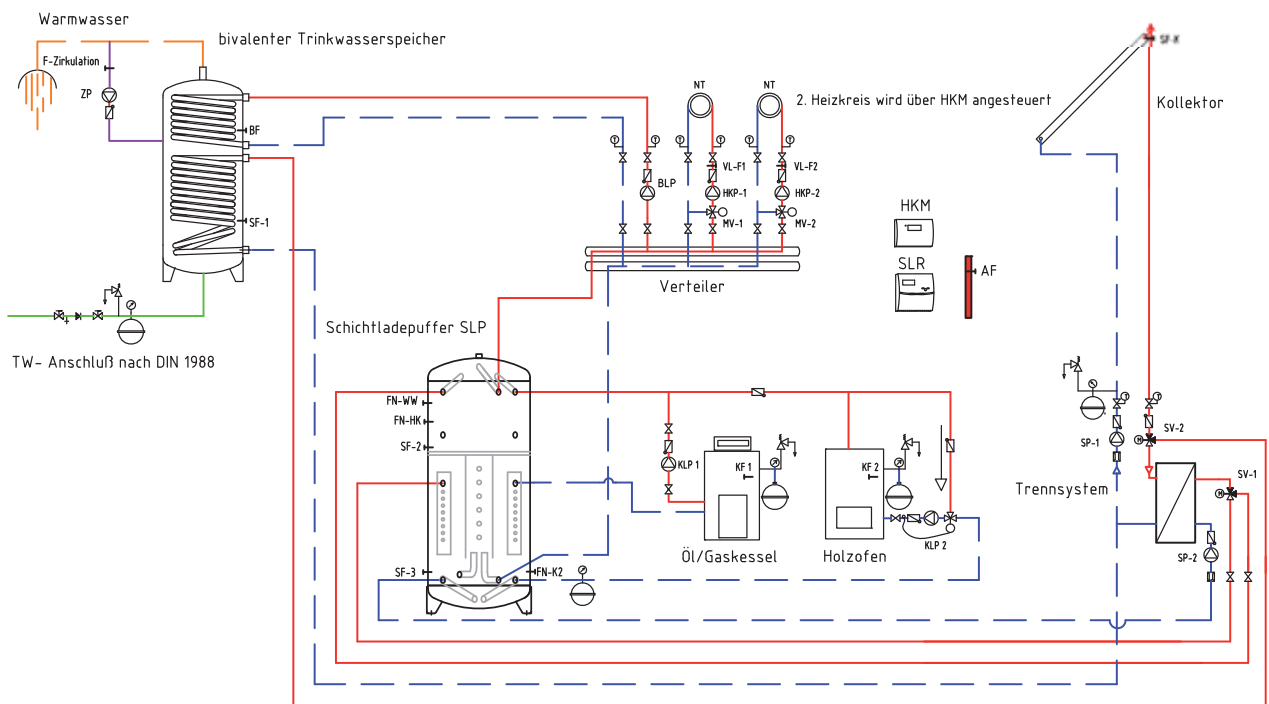 Warmwasser
bivalenter Trinkwasserspeicher
F-Zirkulation
ZP
BF
SF-1
TW- Anschluß nach DIN 1988
NT
NT
2. Heizkreis wird über HKM angesteuert
BLP
VL-F1
HKP-1
MV-1
VL-F2
HKP-2
MV-2
Verteiler
HKM
SLR
AF
SF-K
Kollektor
Schichtladepuffer SLP
FN-WW
FN-HK
SF-2
SF-3
FN-K2
KLP 1
KF 1
Öl/Gaskessel
KF 2
Holzofen
KLP 2
SP-1
SV-2
M
Trennsystem
SV-1
M
SP-2